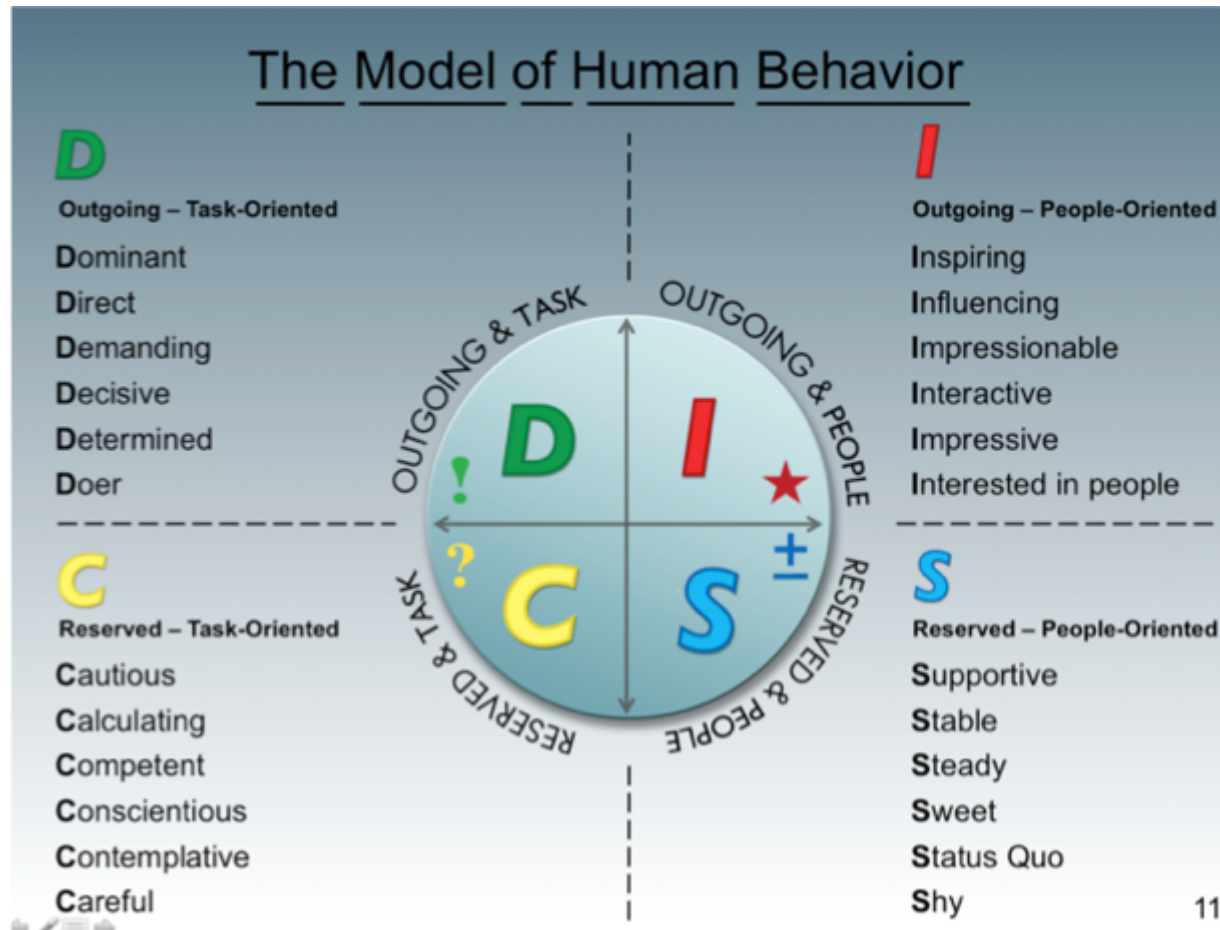 The Model of Human Behavior
D
Outgoing – Task-Oriented
Dominant
Direct
Demanding
Decisive
Determined
Doer
I
Outgoing – People-Oriented
Inspiring
Influencing
Impressionable
Interactive
Impressive
Interested in people
OUTGOING & TASK
OUTGOING & PEOPLE
D
I
!
?
±
C
S
RESERVED & TASK
RESERVED & PEOPLE
C
Reserved – Task-Oriented
Cautious
Calculating
Competent
Conscientious
Contemplative
Careful
S
Reserved – People-Oriented
Supportive
Stable
Steady
Sweet
Status Quo
Shy
11